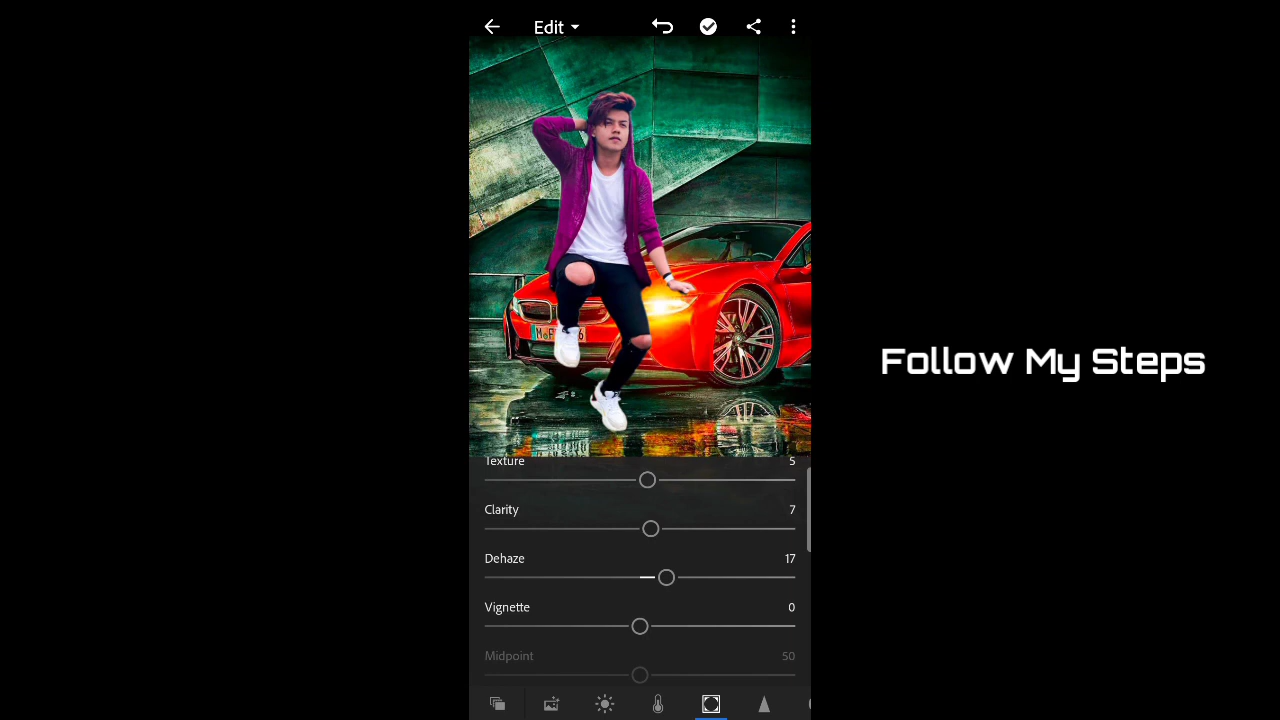 Edit
Texture 5
Clarity 7
Dehaze 17
Vignette 0
Midpoint 50
Follow My Steps